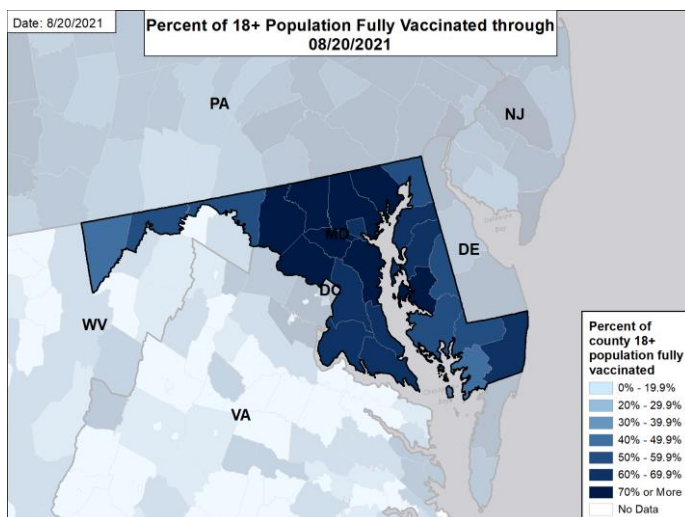 Date: 8/20/2021
Percent of 18+ Population Fully Vaccinated through
08/20/2021
PA
NJ
MD
DE
DC
WV
VA
Percent of
county 18+
population fully
vaccinated
0% - 19.9%
20% - 29.9%
30% - 39.9%
40% - 49.9%
50% - 59.9%
60% - 69.9%
70% or More
No Data